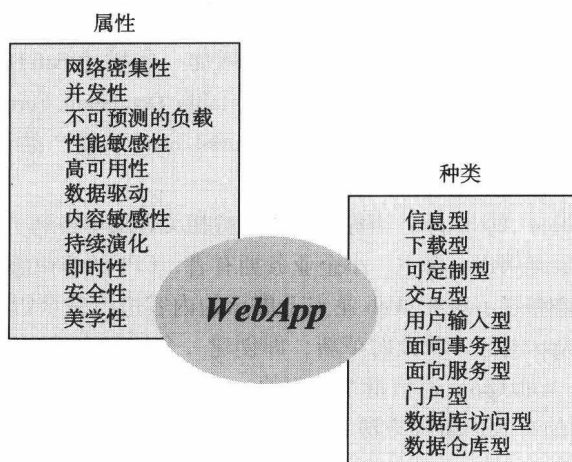 属性
网络密集性
并发性
不可预测的负载
性能敏感性
高可用性
数据驱动
内容敏感性
持续演化
即时性
安全性
美学性
WebApp
种类
信息型
下载型
可定制型
交互型
用户输入型
面向事务型
面向服务型
门户型
数据库访问型
数据仓库型